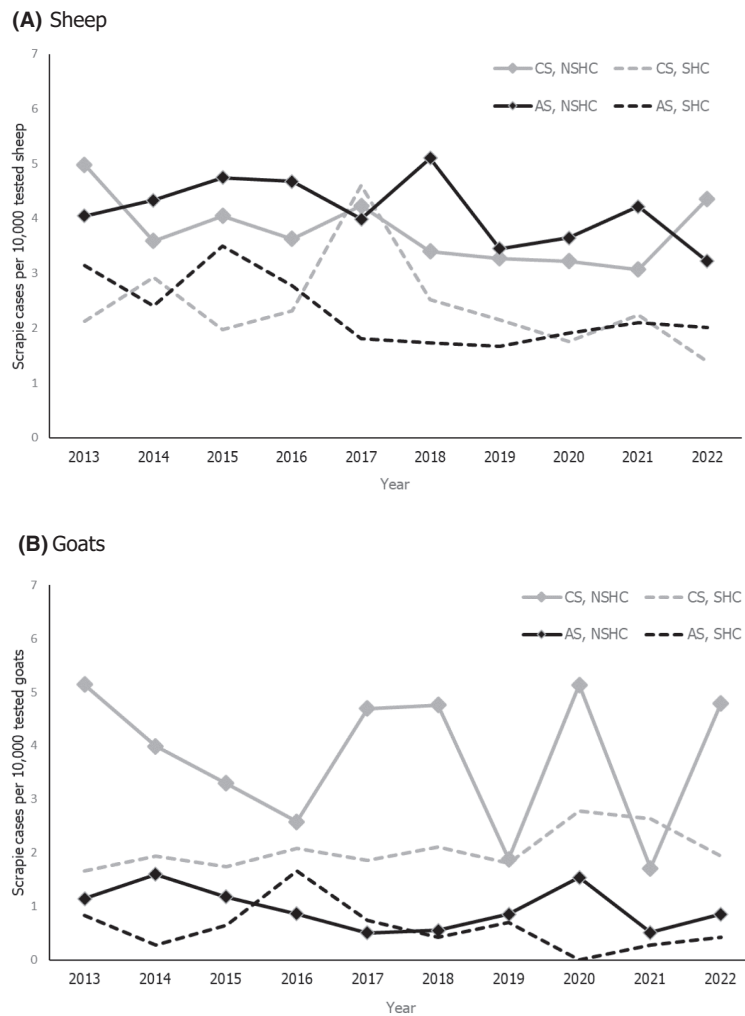 (A) Sheep
7
6
5
4
3
2
1
0
Scrapie cases per 10,000 tested sheep
CS, NSHC CS, SHC
AS, NSHC AS, SHC
2013 2014 2015 2016 2017 2018 2019 2020 2021 2022
Year
(B) Goats
7
6
5
4
3
2
1
0
Scrapie cases per 10,000 tested goats
CS, NSHC CS, SHC
AS, NSHC AS, SHC
2013 2014 2015 2016 2017 2018 2019 2020 2021 2022
Year